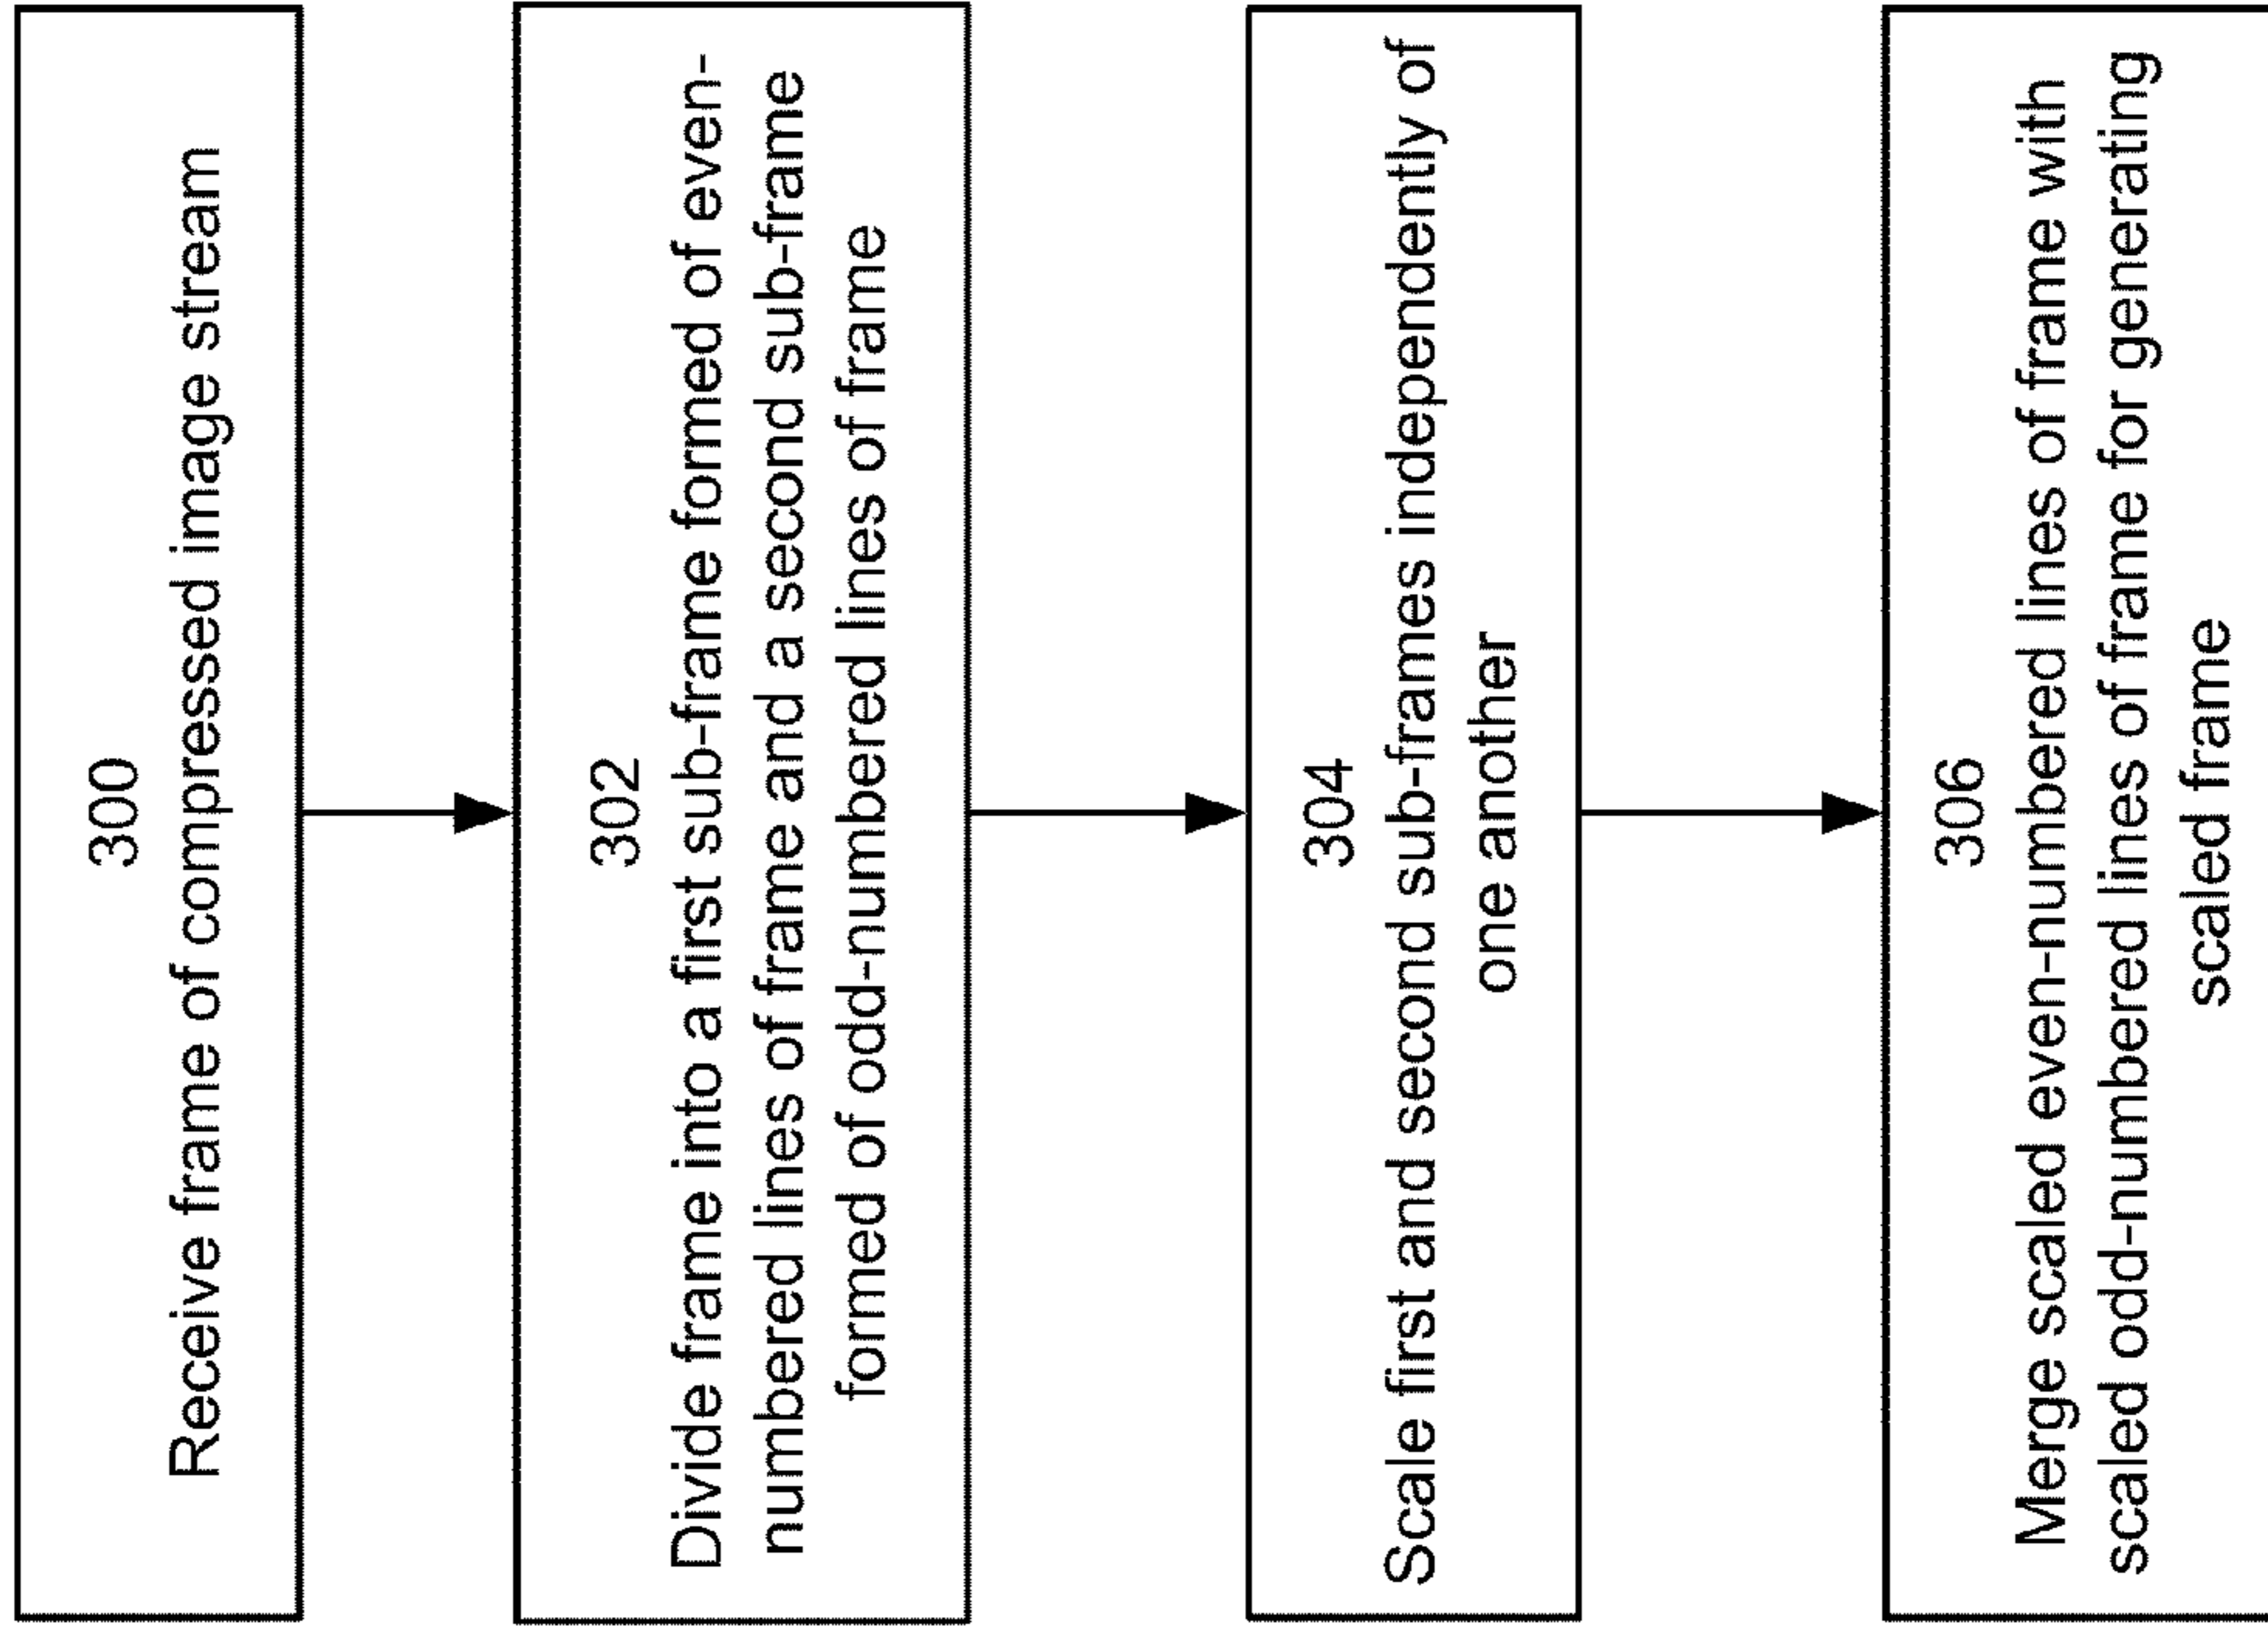 300
Receive frame of compressed image stream
302
Divide frame into a first sub-frame formed of even-
numbered lines of frame and a second sub-frame
formed of odd-numbered lines of frame
304
Scale first and second sub-frames independently of
one another
306
Merge scaled even-numbered lines of frame with
scaled odd-numbered lines of frame for generating
scaled frame